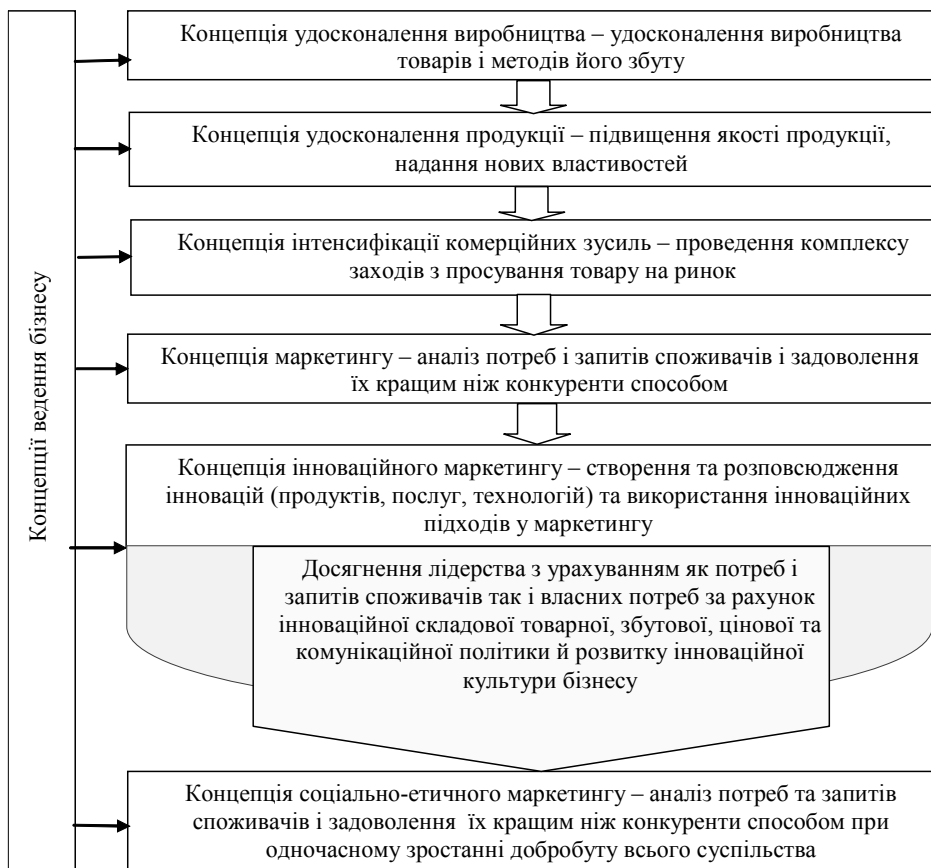 Концепції ведення бізнесу
Концепція удосконалення виробництва – удосконалення виробництва
товарів і методів його збуту
Концепція удосконалення продукції – підвищення якості продукції,
надання нових властивостей
Концепція інтенсифікації комерційних зусиль – проведення комплексу
заходів з просування товару на ринок
Концепція маркетингу – аналіз потреб і запитів споживачів і задоволення
їх кращим ніж конкуренти способом
Концепція інноваційного маркетингу – створення та розповсюдження
інновацій (продуктів, послуг, технологій) та використання інноваційних
підходів у маркетингу
Досягнення лідерства з урахуванням як потреб і
запитів споживачів так і власних потреб за рахунок
інноваційної складової товарної, збутової, цінової та
комунікаційної політики й розвитку інноваційної
культури бізнесу
Концепція соціально-етичного маркетингу – аналіз потреб та запитів
споживачів і задоволення їх кращим ніж конкуренти способом при
одночасному зростанні добробуту всього суспільства